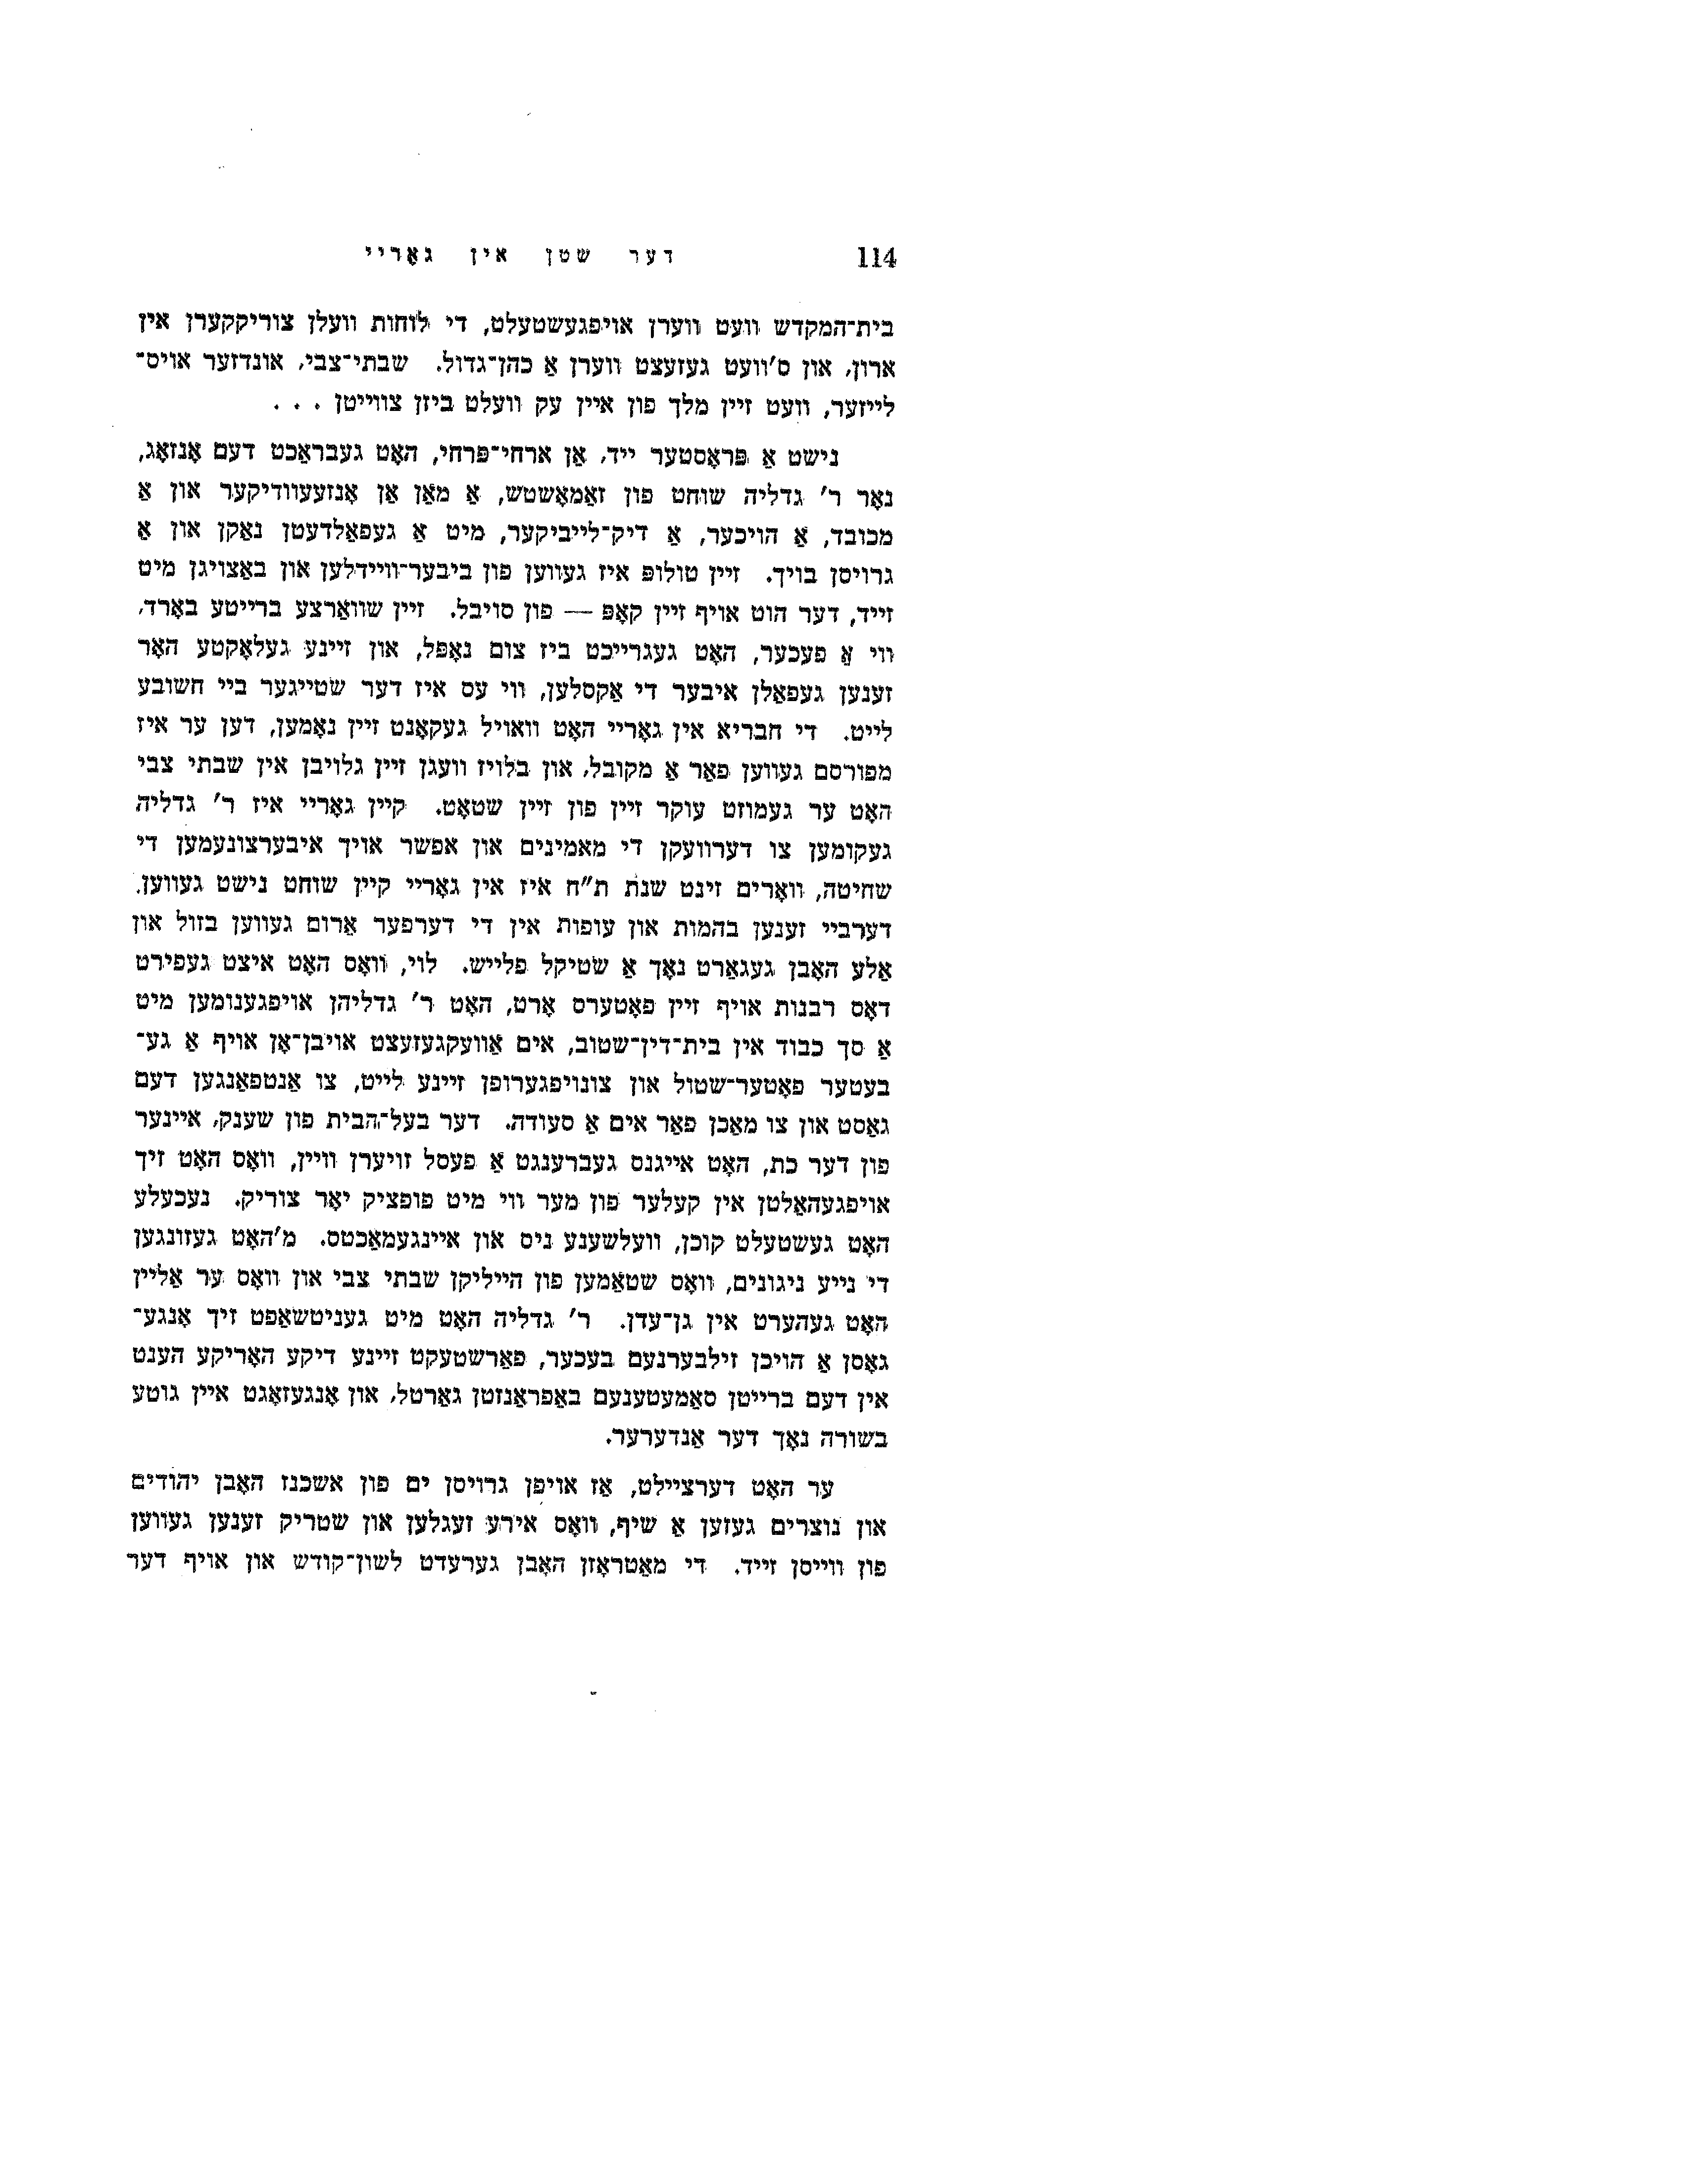 114 דער שטן אין גאָריי
בית־המקדש וועט ווערן אויפגעשטעלט, די לוחות וועלן צוריקקערן אין
ארון, און ס'וועט געזעצט ווערן אַ כהן־גדול. שבתי־צבי, אונדזער אויס־
לייזער, וועט זיין מלך פון איין עק וועלט ביזן צווייטן . . .
נישט אַ פּראָסטער ייד, אַן ארחי־פרחי, האָט געבראַכט דעם אָנזאָג,
נאָר ר' גדליה שוחט פון זאַמאָשטש, אַ מאַן אַן אָנזעעוודיקער און אַ
מכובד, אַ הויכער, אַ דיק־לייביקער, מיט אַ געפאַלדעטן נאַקן און אַ
גרויסן בויך. זיין טולופּ איז געווען פון ביבער־וויידלען און באַצויגן מיט
זייד, דער הוט אויף זיין קאָפּ — פון סויבל. זיין שוואַרצע ברייטע באָרד,
ווי אַ פעכער, האָט געגרייכט ביז צום נאָפּל, און זיינע געלאָקטע האָר
זענען געפאַלן איבער די אַקסלען, ווי עס איז דער שטייגער ביי חשובע
לייט. די חבריא אין גאָריי האָט וואויל געקאָנט זיין נאָמען, דען ער איז
מפורסם געווען פאַר אַ מקובל, און בלויז וועגן זיין גלויבן אין שבתי צבי
האָט ער געמוזט עוקר זיין פון זיין שטאָט. קיין גאָריי איז ר' גדליה
געקומען צו דערוועקן די מאמינים און אפשר אויך איבערצונעמען די
שחיטה, וואָרים זינט שנת ת"ח איז אין גאָריי קיין שוחט נישט געווען.
דערביי זענען בהמות און עופות אין די דערפער אַרום געווען בזול און
אַלע האָבן געגאַרט נאָך אַ שטיקל פלייש. לוי, וואָס האָט איצט געפירט
דאָס רבנות אויף זיין פאָטערס אָרט, האָט ר' גדליהן אויפגענומען מיט
אַ סך כבוד אין בית־דין־שטוב, אים אַוועקגעזעצט אויבן־אָן אויף אַ גע־
בעטער פאָטער־שטול און צונויפגערופן זיינע לייט, צו אַנטפאַנגען דעם
גאַסט און צו מאַכן פאַר אים אַ סעודה. דער בעל־הבית פון שענק, איינער
פון דער כת, האָט אייגנס געברענגט אַ פעסל זויערן וויין, וואָס האָט זיך
אויפגעהאַלטן אין קעלער פון מער ווי מיט פופציק יאָר צוריק. נעכעלע
האָט געשטעלט קוכן, וועלשענע ניס און איינגעמאַכטס. מ'האָט געזונגען
די נייע ניגונים, וואָס שטאַמען פון הייליקן שבתי צבי און וואָס ער אַליין
האָט געהערט אין גן־עדן. ר' גדליה האָט מיט געניטשאַפט זיך אָנגע־
גאָסן אַ הויכן זילבערנעם בעכער, פאַרשטעקט זיינע דיקע האָריקע הענט
אין דעם ברייטן סאַמעטענעם באַפראַנזטן גאַרטל, און אָנגעזאָגט איין גוטע
בשורה נאָך דער אַנדערער.
ער האָט דערציילט, אַז אויפן גרויסן ים פון אשכנז האָבן יהודים
און נוצרים געזען אַ שיף, וואָס אירע זעגלען און שטריק זענען געווען
פון ווייסן זייד. די מאַטראָזן האָבן גערעדט לשון־קודש און אויף דער